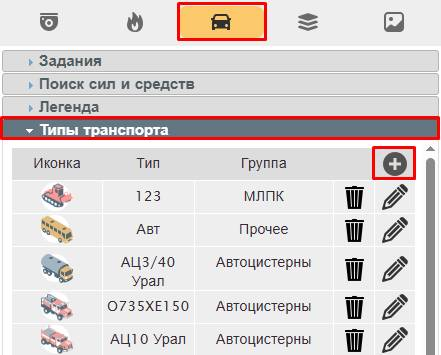 Задания
Поиск сил и средств
Легенда
Типы транспорта
Иконка Тип Группа
123 МЛПК
Авт Прочее
АЦ3/40 Урал Автоцистерны
О735ХЕ150 Автоцистерны
АЦ10 Урал Автоцистерны